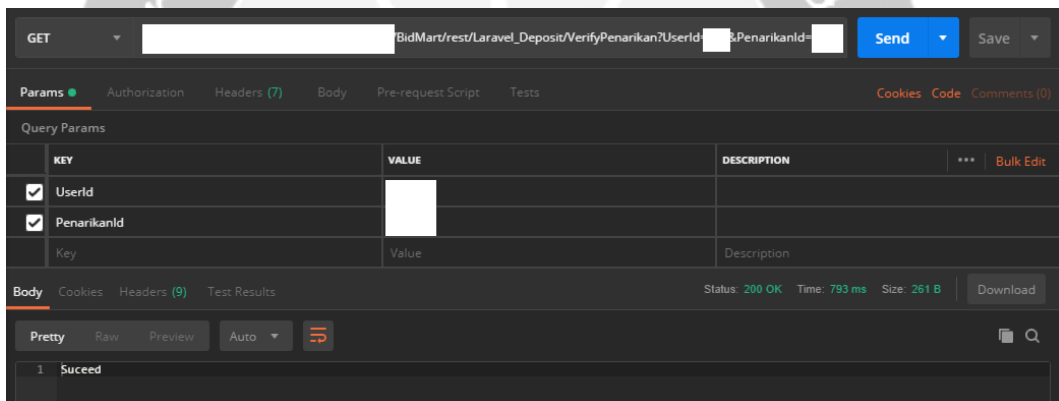 GET /BidMart/rest/Laravel_Deposit/VerifyPenarikan?UserId= &PenarikanId= Send Save
Params Authorization Headers (7) Body Pre-request Script Tests Cookies Code Comments (0)
Query Params
KEY VALUE DESCRIPTION ••• Bulk Edit
UserId
PenarikanId
Key Value Description
Body Cookies Headers (9) Test Results Status: 200 OK Time: 793 ms Size: 261 B Download
Pretty Raw Preview Auto
1 Suceed